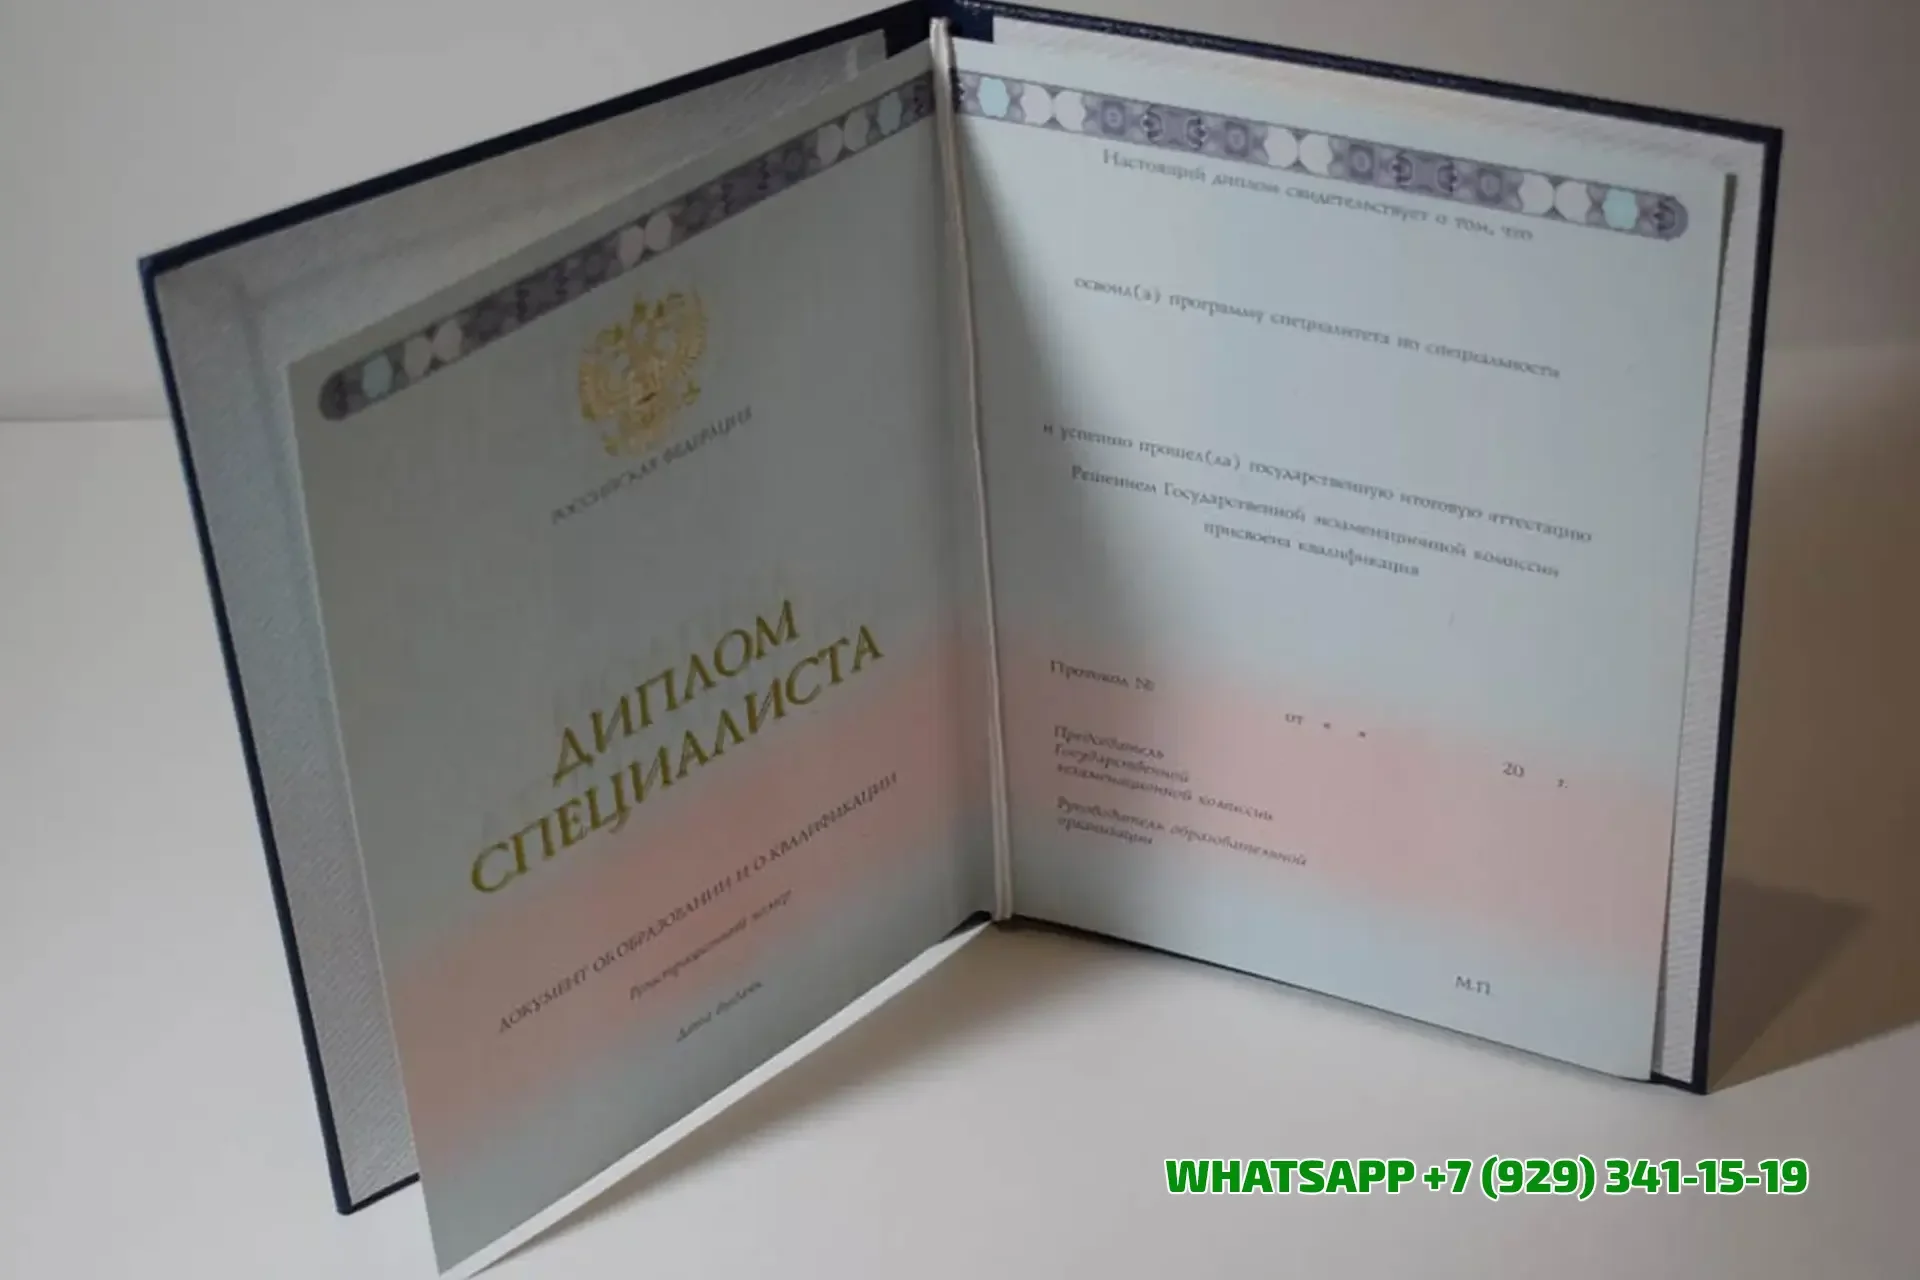 РОССИЙСКАЯ ФЕДЕРАЦИЯ
ДИПЛОМ
СПЕЦИАЛИСТА
ДОКУМЕНТ ОБ ОБРАЗОВАНИИ И О КВАЛИФИКАЦИИ
Регистрационный номер
Дата выдачи
Настоящий диплом свидетельствует о том, что
освоил(а) программу специалитета по специальности
и успешно прошел(ла) государственную итоговую аттестацию
Решением Государственной экзаменационной комиссии
присвоена квалификация
Протокол №
от « »
20 г.
Председатель
Государственной
экзаменационной комиссии
Руководитель образовательной
организации
М.П.
WHATSAPP +7 (929) 341-15-19